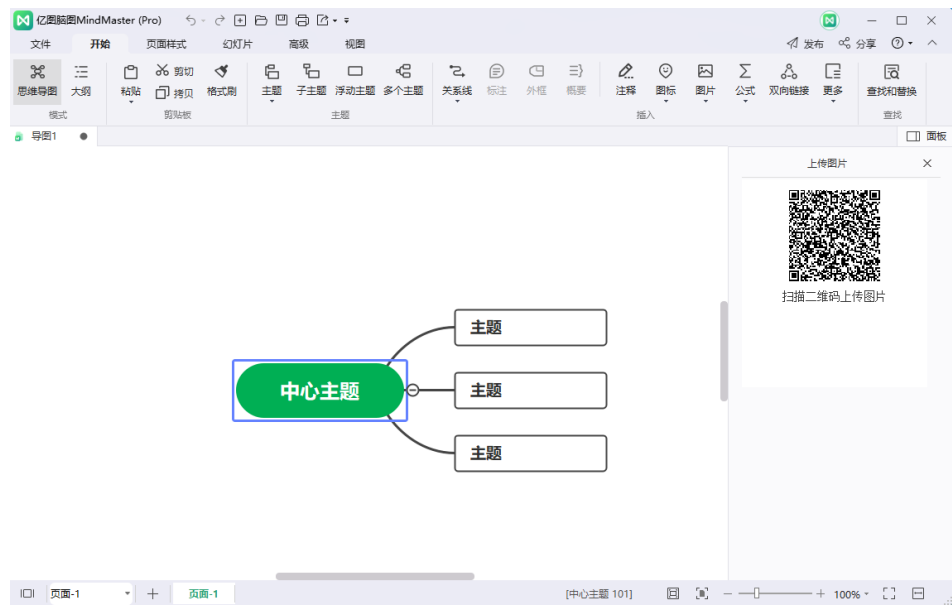 亿图脑图MindMaster (Pro)
文件 开始 页面样式 幻灯片 高级 视图 发布 分享
思维导图 大纲 粘贴 剪切 拷贝 格式刷 主题 子主题 浮动主题 多个主题 关系线 标注 外框 概要 注释 图标 图片 公式 双向链接 更多 查找和替换
模式 剪贴板 主题 插入 查找
导图1 面板
上传图片
扫描二维码上传图片
主题
中心主题
主题
主题
页面-1 页面-1 [中心主题 101] 100%